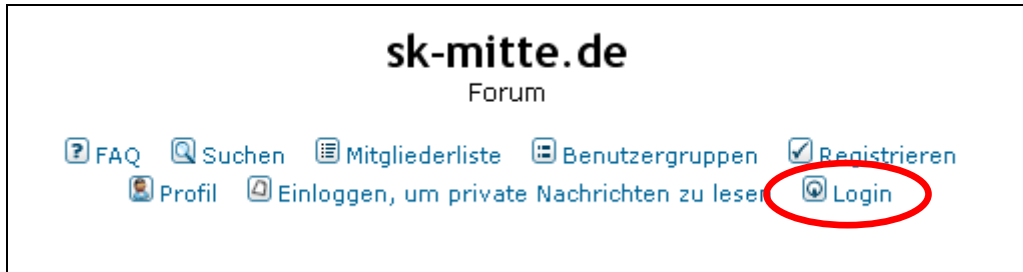 sk-mitte.de
Forum
FAQ Suchen Mitgliederliste Benutzergruppen Registrieren
Profil Einloggen, um private Nachrichten zu lesen Login